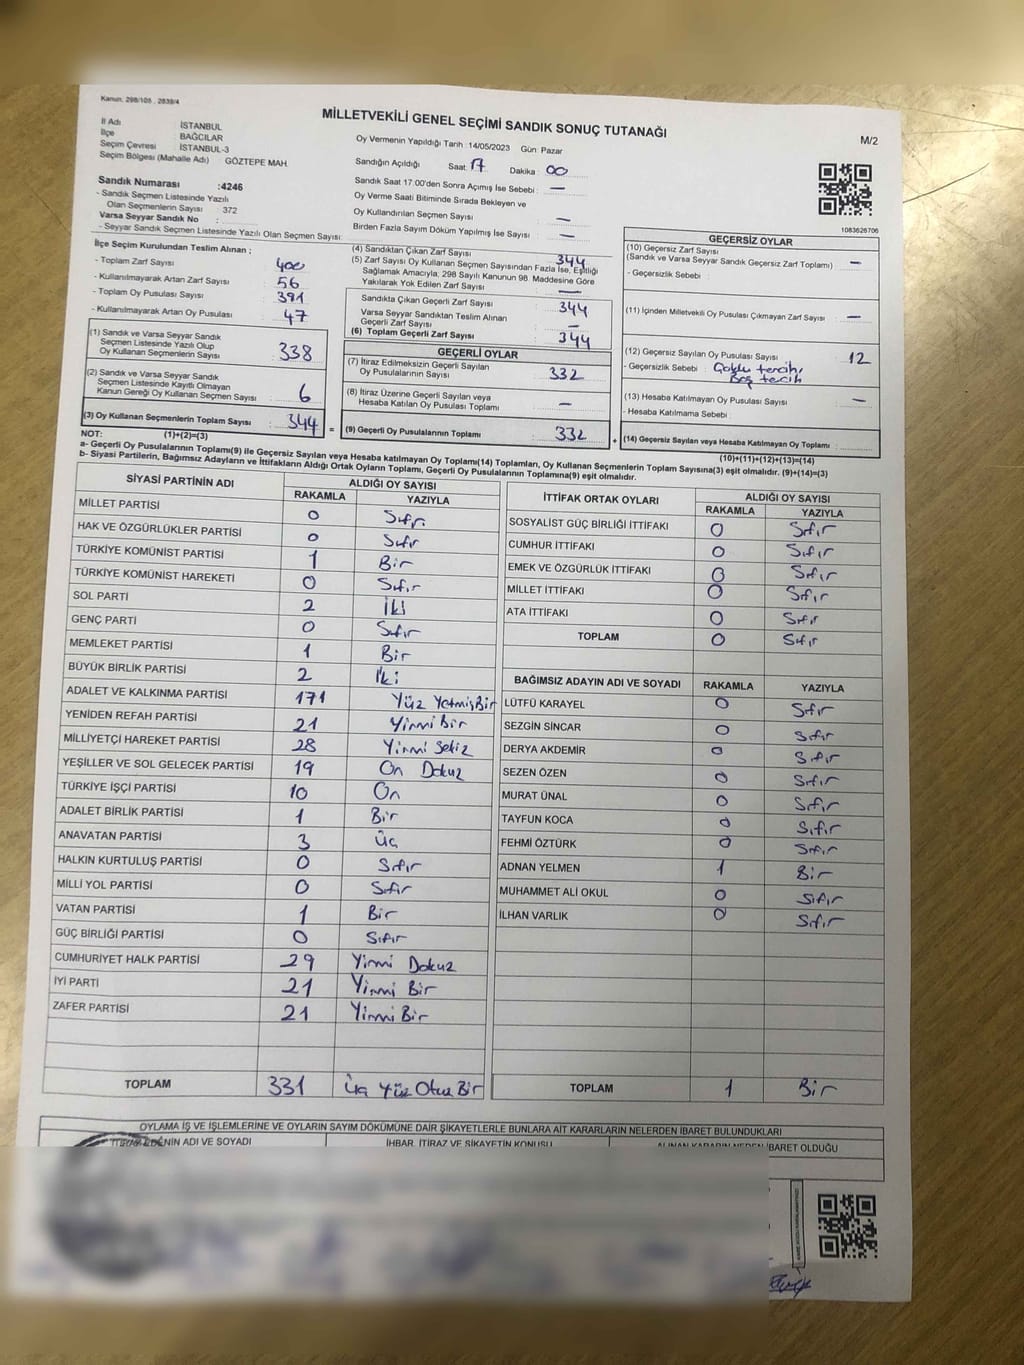 Kanun: 298/105 , 2839/4
MİLLETVEKİLİ GENEL SEÇİMİ SANDIK SONUÇ TUTANAĞI
M/2
İl Adı : İSTANBUL
İlçe : BAĞCILAR
Seçim Çevresi : İSTANBUL-3
Seçim Bölgesi (Mahalle Adı) : GÖZTEPE MAH.
Sandık Numarası :4246
- Sandık Seçmen Listesinde Yazılı
Olan Seçmenlerin Sayısı : 372
Varsa Seyyar Sandık No :
- Seyyar Sandık Seçmen Listesinde Yazılı Olan Seçmen Sayısı:
Oy Vermenin Yapıldığı Tarih : 14/05/2023 Gün: Pazar
Sandığın Açıldığı Saat: 17 Dakika: 00
Sandık Saat 17.00'den Sonra Açımış İse Sebebi : —
Oy Verme Saati Bitiminde Sırada Bekleyen ve
Oy Kullandırılan Seçmen Sayısı —
Birden Fazla Sayım Döküm Yapılmış İse Sayısı : —
1083626706
İlçe Seçim Kurulundan Teslim Alınan ;
- Toplam Zarf Sayısı : 400
- Kullanılmayarak Artan Zarf Sayısı : 56
- Toplam Oy Pusulası Sayısı : 391
- Kullanılmayarak Artan Oy Pusulası : 47
(1) Sandık ve Varsa Seyyar Sandık
Seçmen Listesinde Yazılı Olup
Oy Kullanan Seçmenlerin Sayısı : 338
(2) Sandık ve Varsa Seyyar Sandık
Seçmen Listesinde Kayıtlı Olmayan
Kanun Gereği Oy Kullanan Seçmen Sayısı : 6
(3) Oy Kullanan Seçmenlerin Toplam Sayısı : 344
(4) Sandıktan Çıkan Zarf Sayısı : 344
(5) Zarf Sayısı Oy Kullanan Seçmen Sayısından Fazla İse, Eşitliği
Sağlamak Amacıyla, 298 Sayılı Kanunun 98. Maddesine Göre
Yakılarak Yok Edilen Zarf Sayısı : —
Sandıkta Çıkan Geçerli Zarf Sayısı : 344
Varsa Seyyar Sandıktan Teslim Alınan
Geçerli Zarf Sayısı : —
(6) Toplam Geçerli Zarf Sayısı : 344
GEÇERLİ OYLAR
(7) İtiraz Edilmeksizin Geçerli Sayılan
Oy Pusulalarının Sayısı : 332
(8) İtiraz Üzerine Geçerli Sayılan veya
Hesaba Katılan Oy Pusulası Toplamı : —
= (9) Geçerli Oy Pusulalarının Toplamı : 332
GEÇERSİZ OYLAR
(10) Geçersiz Zarf Sayısı
(Sandık ve Varsa Seyyar Sandık Geçersiz Zarf Toplamı) : —
- Geçersizlik Sebebi :
(11) İçinden Milletvekili Oy Pusulası Çıkmayan Zarf Sayısı : —
(12) Geçersiz Sayılan Oy Pusulası Sayısı : 12
- Geçersizlik Sebebi : Çoklu tercih,
Boş tercih
(13) Hesaba Katılmayan Oy Pusulası Sayısı : —
- Hesaba Katılmama Sebebi :
+ (14) Geçersiz Sayılan veya Hesaba Katılmayan Oy Toplamı :
NOT: (1)+(2)=(3) (10)+(11)+(12)+(13)=(14)
a- Geçerli Oy Pusulalarının Toplamı(9) ile Geçersiz Sayılan veya Hesaba Katılmayan Oy Toplamı(14) Toplamları, Oy Kullanan Seçmenlerin Toplam Sayısına(3) eşit olmalıdır. (9)+(14)=(3)
b- Siyasi Partilerin, Bağımsız Adayların ve İttifakların Aldığı Ortak Oyların Toplamı, Geçerli Oy Pusulalarının Toplamına(9) eşit olmalıdır.
SİYASİ PARTİNİN ADI ALDIĞI OY SAYISI
RAKAMLA YAZIYLA
MİLLET PARTİSİ 0 Sıfır
HAK VE ÖZGÜRLÜKLER PARTİSİ 0 Sıfır
TÜRKİYE KOMÜNİST PARTİSİ 1 Bir
TÜRKİYE KOMÜNİST HAREKETİ 0 Sıfır
SOL PARTİ 2 İki
GENÇ PARTİ 0 Sıfır
MEMLEKET PARTİSİ 1 Bir
BÜYÜK BİRLİK PARTİSİ 2 İki
ADALET VE KALKINMA PARTİSİ 171 Yüz YetmişBir
YENİDEN REFAH PARTİSİ 21 Yirmi Bir
MİLLİYETÇİ HAREKET PARTİSİ 28 Yirmi Sekiz
YEŞİLLER VE SOL GELECEK PARTİSİ 19 On Dokuz
TÜRKİYE İŞÇİ PARTİSİ 10 On
ADALET BİRLİK PARTİSİ 1 Bir
ANAVATAN PARTİSİ 3 Üç
HALKIN KURTULUŞ PARTİSİ 0 Sıfır
MİLLİ YOL PARTİSİ 0 Sıfır
VATAN PARTİSİ 1 Bir
GÜÇ BİRLİĞİ PARTİSİ 0 Sıfır
CUMHURİYET HALK PARTİSİ 29 Yirmi Dokuz
İYİ PARTİ 21 Yirmi Bir
ZAFER PARTİSİ 21 Yirmi Bir
TOPLAM 331 Üç Yüz Otuz Bir
İTTİFAK ORTAK OYLARI ALDIĞI OY SAYISI
RAKAMLA YAZIYLA
SOSYALİST GÜÇ BİRLİĞİ İTTİFAKI 0 Sıfır
CUMHUR İTTİFAKI 0 Sıfır
EMEK VE ÖZGÜRLÜK İTTİFAKI 0 Sıfır
MİLLET İTTİFAKI 0 Sıfır
ATA İTTİFAKI 0 Sıfır
TOPLAM 0 Sıfır
BAĞIMSIZ ADAYIN ADI VE SOYADI RAKAMLA YAZIYLA
LÜTFÜ KARAYEL 0 Sıfır
SEZGİN SİNCAR 0 Sıfır
DERYA AKDEMİR 0 Sıfır
SEZEN ÖZEN 0 Sıfır
MURAT ÜNAL 0 Sıfır
TAYFUN KOCA 0 Sıfır
FEHMİ ÖZTÜRK 0 Sıfır
ADNAN YELMEN 1 Bir
MUHAMMET ALİ OKUL 0 Sıfır
İLHAN VARLIK 0 Sıfır
TOPLAM 1 Bir
OYLAMA İŞ VE İŞLEMLERİNE VE OYLARIN SAYIM DÖKÜMÜNE DAİR ŞİKAYETLERLE BUNLARA AİT KARARLARIN NELERDEN İBARET BULUNDUKLARI
İTİRAZ EDENİN ADI VE SOYADI İHBAR, İTİRAZ VE ŞİKAYETİN KONUSU ALINAN KARARIN NEDEN İBARET OLDUĞU